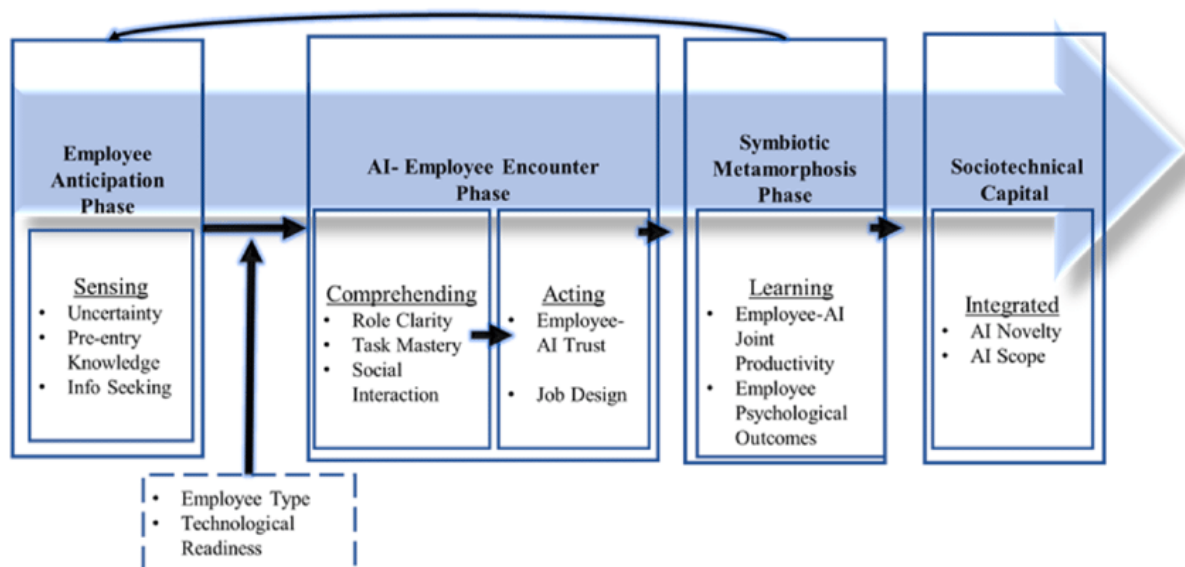 Employee
Anticipation
Phase
Sensing
• Uncertainty
• Pre-entry
Knowledge
• Info Seeking
AI- Employee Encounter
Phase
Comprehending
• Role Clarity
• Task Mastery
• Social
Interaction
Acting
• Employee-
AI Trust
• Job Design
Symbiotic
Metamorphosis
Phase
Learning
• Employee-AI
Joint
Productivity
• Employee
Psychological
Outcomes
Sociotechnical
Capital
Integrated
• AI Novelty
• AI Scope
• Employee Type
• Technological
Readiness